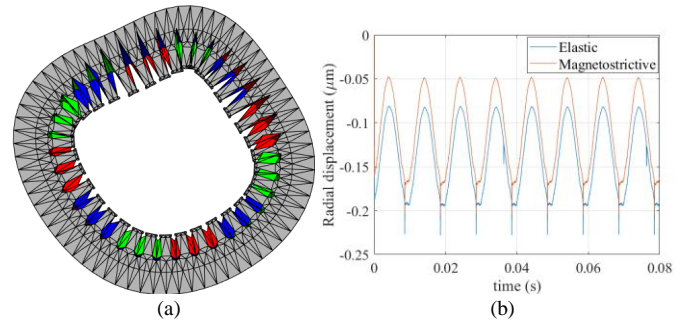 0
-0.05
-0.1
-0.15
-0.2
-0.25
Radial displacement (μm)
Elastic
Magnetostrictive
0 0.02 0.04 0.06 0.08
time (s)
(a) (b)